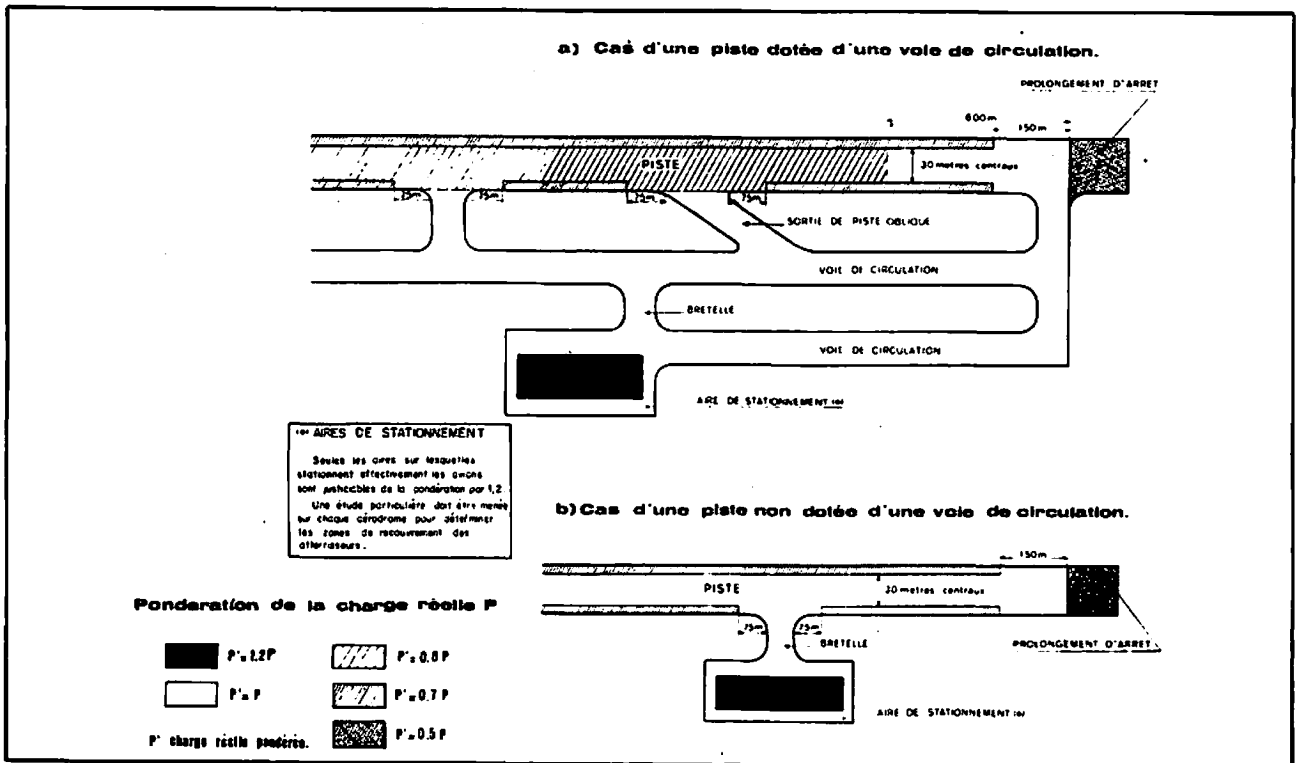 a) Cas d'une piste dotée d'une voie de circulation.
PROLONGEMENT D'ARRET
600m
150m
PISTE
30 metres centraux
75m
75m
75m
75m
SORTIE DE PISTE OBLIQUE
VOIE DE CIRCULATION
BRETELLE
VOIE DE CIRCULATION
AIRE DE STATIONNEMENT (a)
(a) AIRES DE STATIONNEMENT
Seules les aires sur lesquelles
stationnent effectivement les avions
sont justiciables de la pondération par 1,2.
Une étude particulière doit être menée
sur chaque aérodrome pour déterminer
les zones de recouvrement des
atterrisseurs.
b) Cas d'une piste non dotée d'une voie de circulation.
150m
PISTE
30 metres centraux
75m
75m
BRETELLE
PROLONGEMENT D'ARRET
AIRE DE STATIONNEMENT (a)
Ponderation de la charge réelle P
P'=1,2P
P'=0,8 P
P'= P
P'=0,7 P
P'=0,5 P
P' charge réelle pondérée.